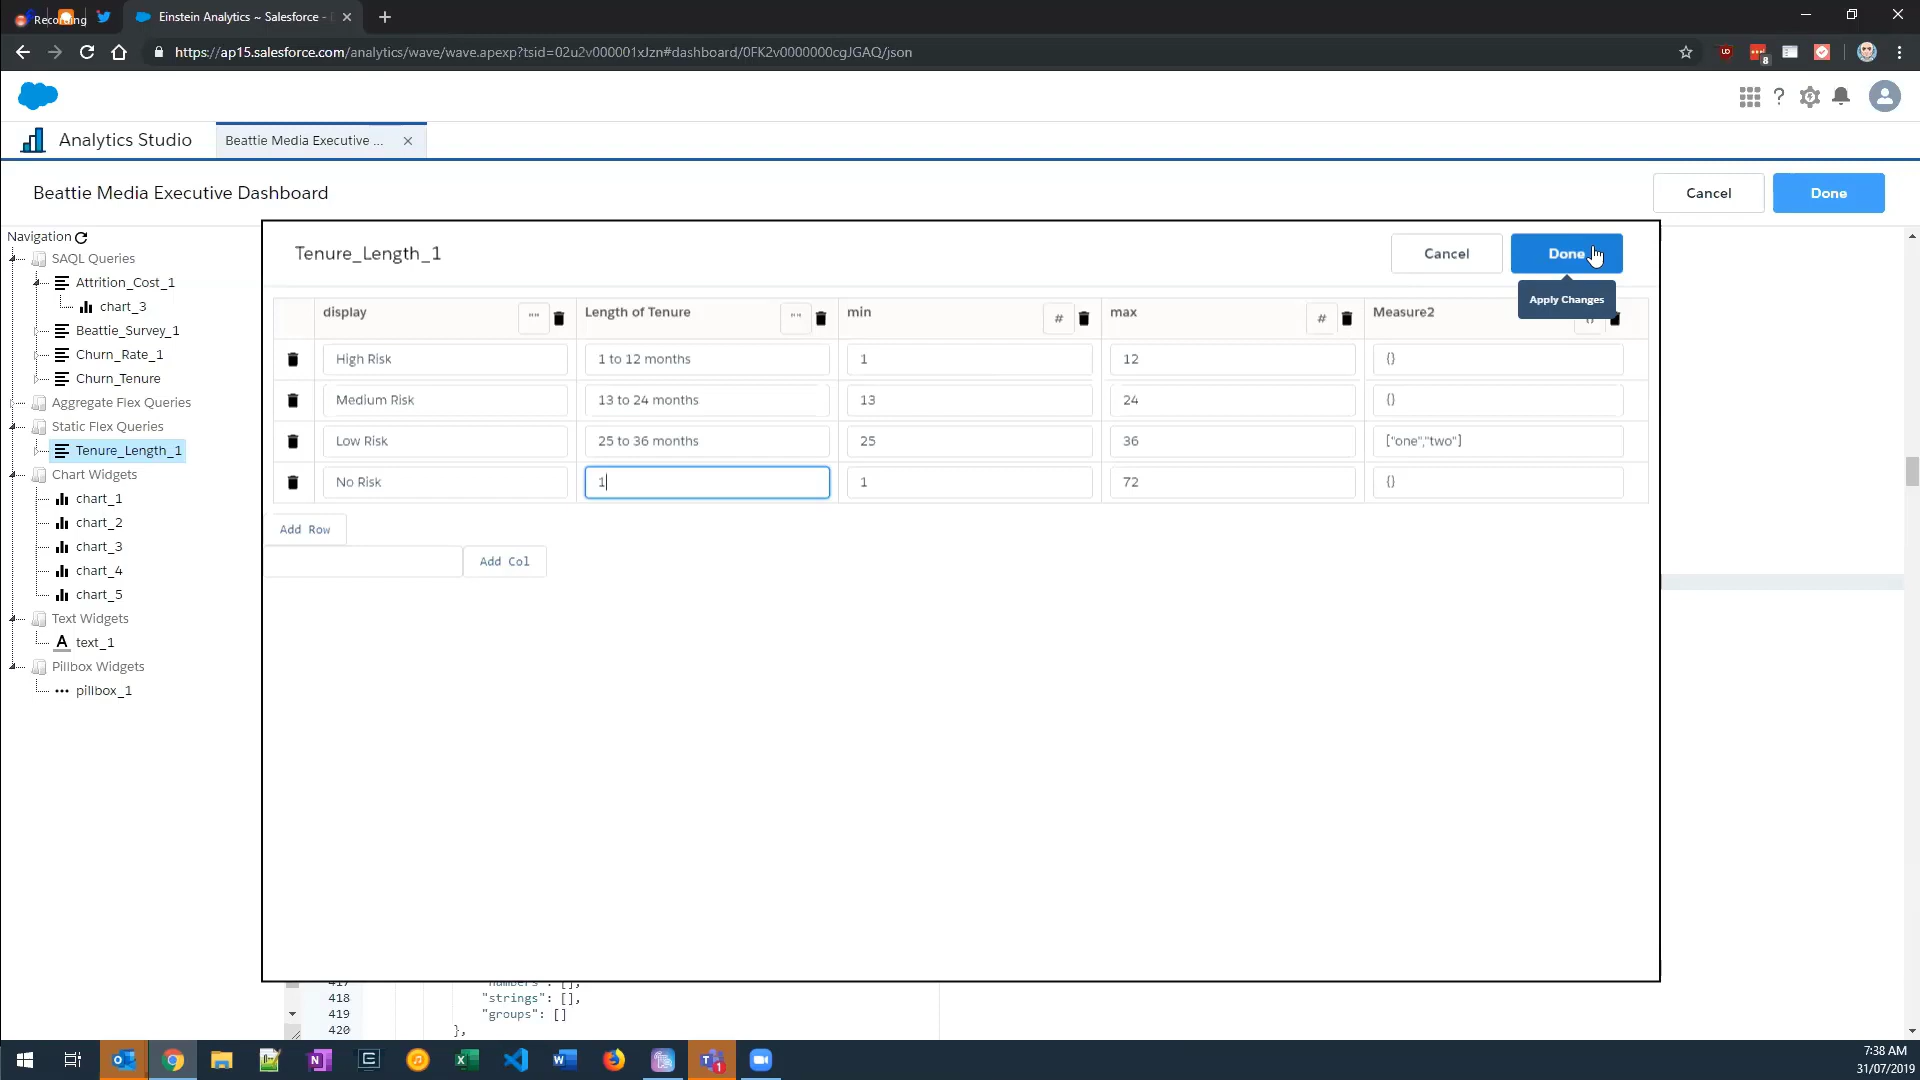 Recording
Einstein Analytics ~ Salesforce -
https://ap15.salesforce.com/analytics/wave/wave.apexp?tsid=02u2v000001xJzn#dashboard/0FK2v0000000cgJGAQ/json
8
Analytics Studio
Beattie Media Executive ...
Beattie Media Executive Dashboard
Cancel
Done
Navigation
SAQL Queries
Attrition_Cost_1
chart_3
Beattie_Survey_1
Churn_Rate_1
Churn_Tenure
Aggregate Flex Queries
Static Flex Queries
Tenure_Length_1
Chart Widgets
chart_1
chart_2
chart_3
chart_4
chart_5
Text Widgets
text_1
Pillbox Widgets
pillbox_1
Tenure_Length_1
Cancel
Done
Apply Changes
display "" Length of Tenure "" min # max # Measure2
High Risk 1 to 12 months 1 12 {}
Medium Risk 13 to 24 months 13 24 {}
Low Risk 25 to 36 months 25 36 ["one","two"]
No Risk 1 1 72 {}
Add Row
Add Col
417 "numbers": [],
418 "strings": [],
419 "groups": []
420 },
7:38 AM
31/07/2019